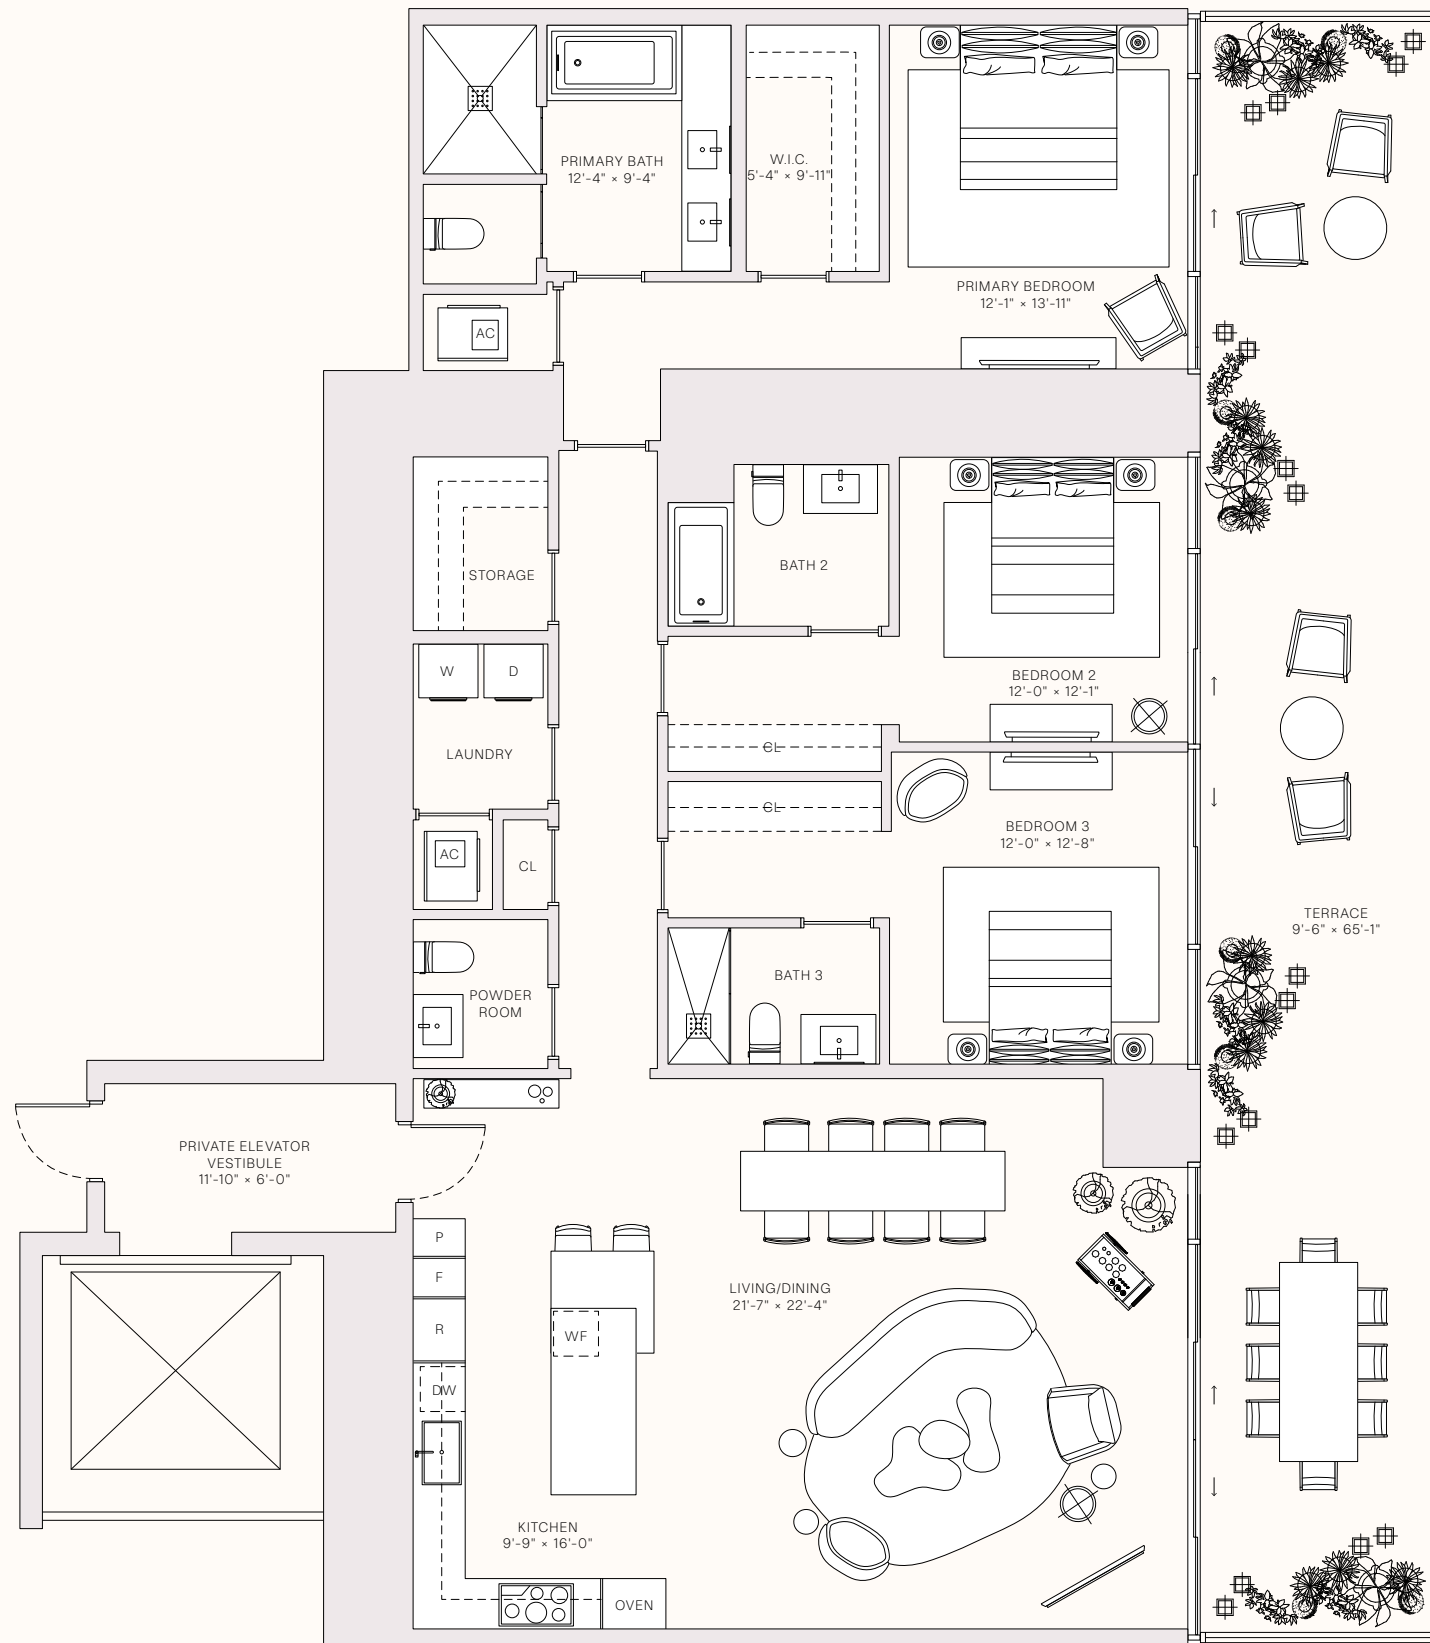 PRIMARY BATH
12'-4" × 9'-4"
W.I.C.
5'-4" × 9'-11"
PRIMARY BEDROOM
12'-1" × 13'-11"
AC
STORAGE
BATH 2
W
D
BEDROOM 2
12'-0" × 12'-1"
LAUNDRY
CL
CL
BEDROOM 3
12'-0" × 12'-8"
AC
CL
TERRACE
9'-6" × 65'-1"
POWDER
ROOM
BATH 3
PRIVATE ELEVATOR
VESTIBULE
11'-10" × 6'-0"
P
F
R
DW
WF
LIVING/DINING
21'-7" × 22'-4"
KITCHEN
9'-9" × 16'-0"
OVEN